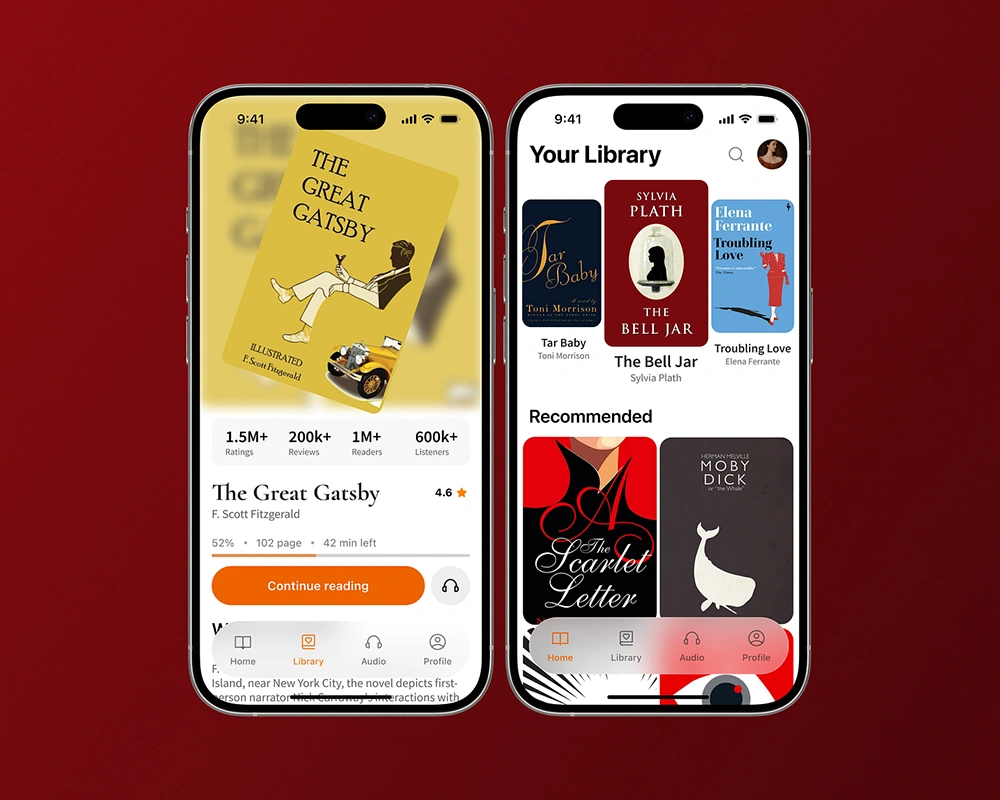 9:41
THE
GREAT
GATSBY
ILLUSTRATED
F. Scott Fitzgerald
1.5M+ 200k+ 1M+ 600k+
Ratings Reviews Readers Listeners
The Great Gatsby 4.6
F. Scott Fitzgerald
52% • 102 page • 42 min left
Continue reading
W
F.
Home Library Audio Profile
Island, near New York City, the novel depicts first-
person narrator Nick Carraway's interactions with
9:41
Your Library
Tar
Baby
A novel by
Toni Morrison
SYLVIA
PLATH
THE
BELL JAR
Elena
Ferrante
Troubling
Love
Tar Baby
Toni Morrison
The Bell Jar
Sylvia Plath
Troubling Love
Elena Ferrante
Recommended
A
The
Scarlet
Letter
HERMAN MELVILLE
MOBY
DICK
or "the Whale"
Home Library Audio Profile